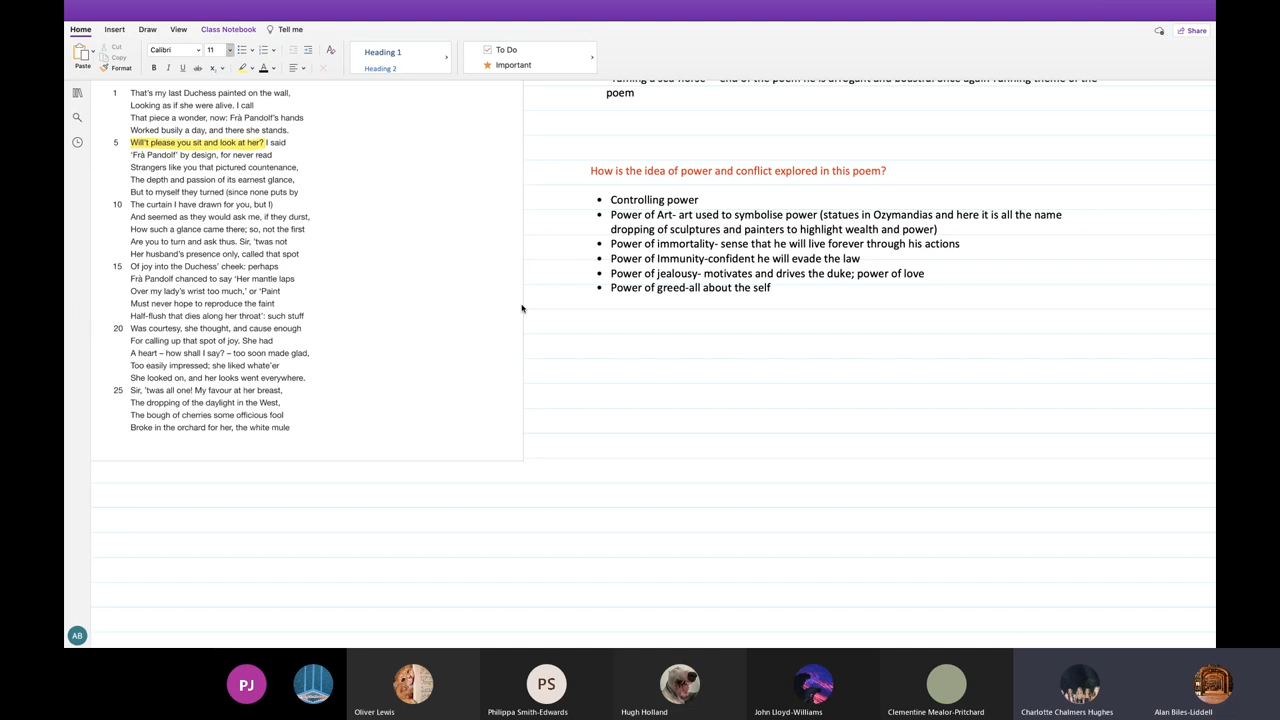 Home Insert Draw View Class Notebook Tell me Share
Paste Cut Copy Format Calibri 11 B I U ab x A Heading 1 Heading 2 To Do Important
1 That's my last Duchess painted on the wall,
Looking as if she were alive. I call
That piece a wonder, now: Frà Pandolf's hands
Worked busily a day, and there she stands.
5 Will't please you sit and look at her? I said
'Frà Pandolf' by design, for never read
Strangers like you that pictured countenance,
The depth and passion of its earnest glance,
But to myself they turned (since none puts by
10 The curtain I have drawn for you, but I)
And seemed as they would ask me, if they durst,
How such a glance came there; so, not the first
Are you to turn and ask thus. Sir, 'twas not
Her husband's presence only, called that spot
15 Of joy into the Duchess' cheek: perhaps
Frà Pandolf chanced to say 'Her mantle laps
Over my lady's wrist too much,' or 'Paint
Must never hope to reproduce the faint
Half-flush that dies along her throat': such stuff
20 Was courtesy, she thought, and cause enough
For calling up that spot of joy. She had
A heart – how shall I say? – too soon made glad,
Too easily impressed; she liked whate'er
She looked on, and her looks went everywhere.
25 Sir, 'twas all one! My favour at her breast,
The dropping of the daylight in the West,
The bough of cherries some officious fool
Broke in the orchard for her, the white mule
poem
How is the idea of power and conflict explored in this poem?
• Controlling power
• Power of Art- art used to symbolise power (statues in Ozymandias and here it is all the name
dropping of sculptures and painters to highlight wealth and power)
• Power of immortality- sense that he will live forever through his actions
• Power of Immunity-confident he will evade the law
• Power of jealousy- motivates and drives the duke; power of love
• Power of greed-all about the self
AB
PJ PS
Oliver Lewis Philippa Smith-Edwards Hugh Holland John Lloyd-Williams Clementine Mealor-Pritchard Charlotte Chalmers Hughes Alan Biles-Liddell